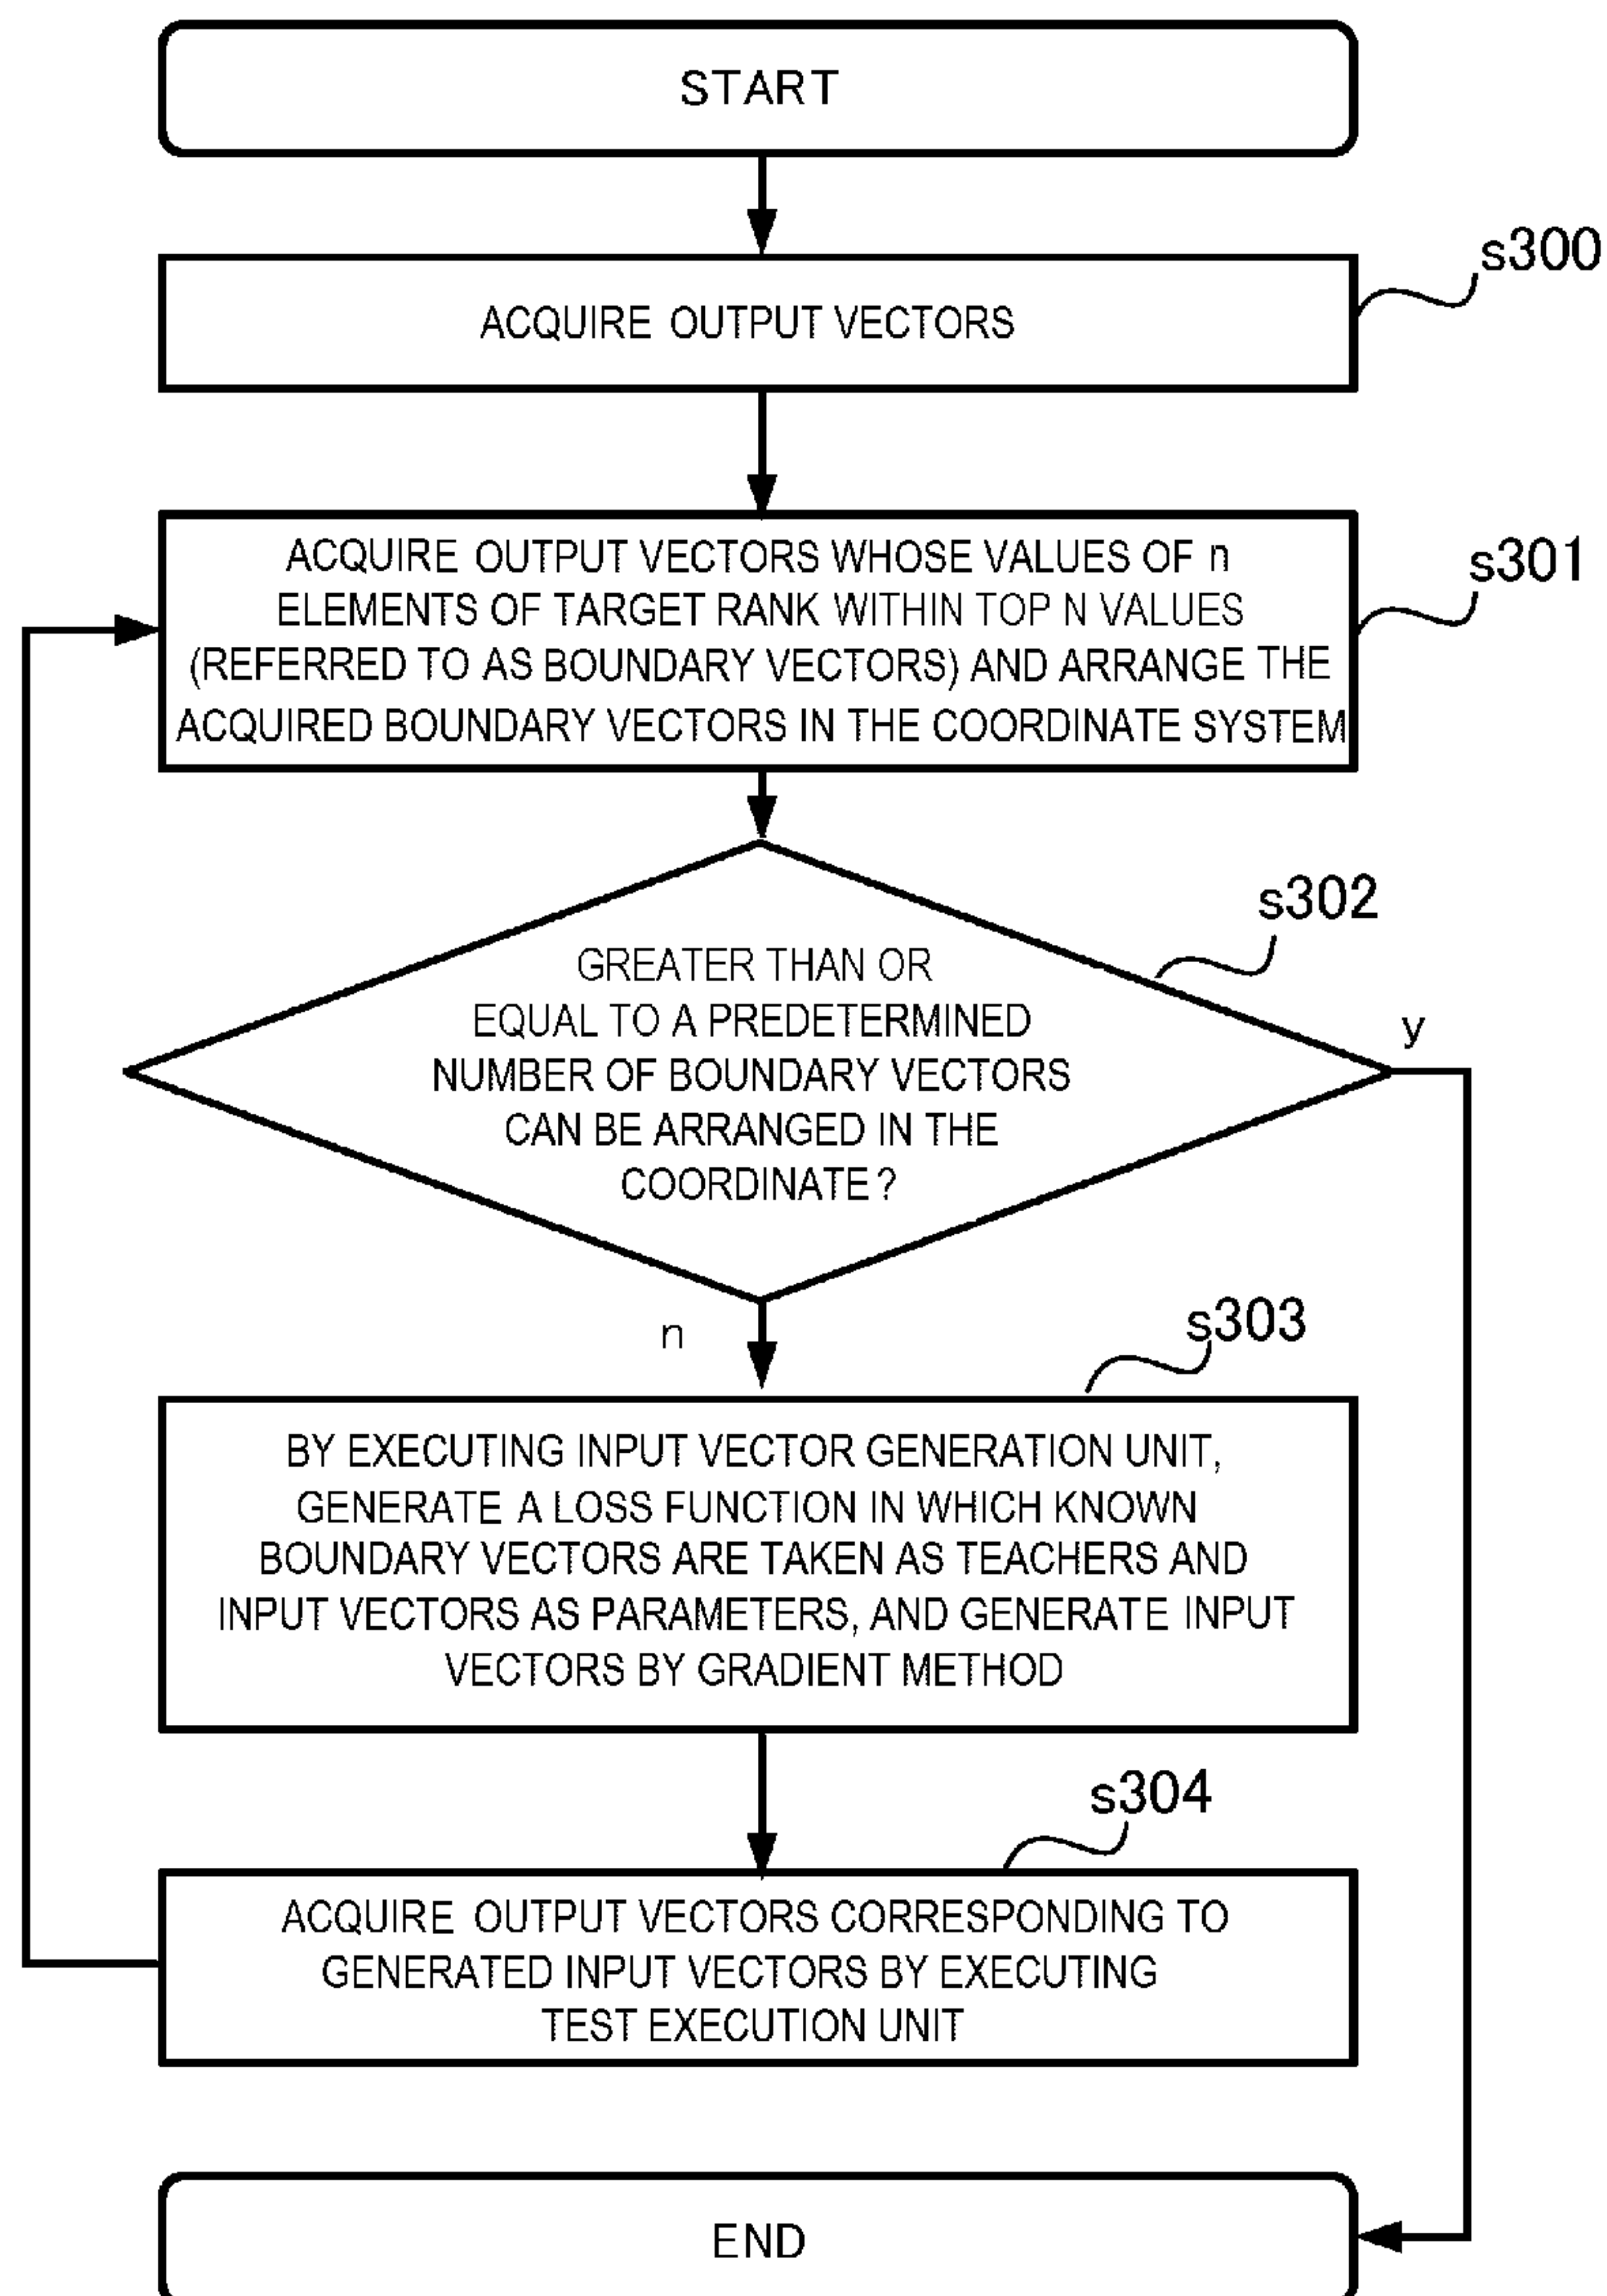 START
s300
ACQUIRE OUTPUT VECTORS
s301
ACQUIRE OUTPUT VECTORS WHOSE VALUES OF n
ELEMENTS OF TARGET RANK WITHIN TOP N VALUES
(REFERRED TO AS BOUNDARY VECTORS) AND ARRANGE THE
ACQUIRED BOUNDARY VECTORS IN THE COORDINATE SYSTEM
s302
GREATER THAN OR
EQUAL TO A PREDETERMINED
NUMBER OF BOUNDARY VECTORS
CAN BE ARRANGED IN THE
COORDINATE?
y
n
s303
BY EXECUTING INPUT VECTOR GENERATION UNIT,
GENERATE A LOSS FUNCTION IN WHICH KNOWN
BOUNDARY VECTORS ARE TAKEN AS TEACHERS AND
INPUT VECTORS AS PARAMETERS, AND GENERATE INPUT
VECTORS BY GRADIENT METHOD
s304
ACQUIRE OUTPUT VECTORS CORRESPONDING TO
GENERATED INPUT VECTORS BY EXECUTING
TEST EXECUTION UNIT
END